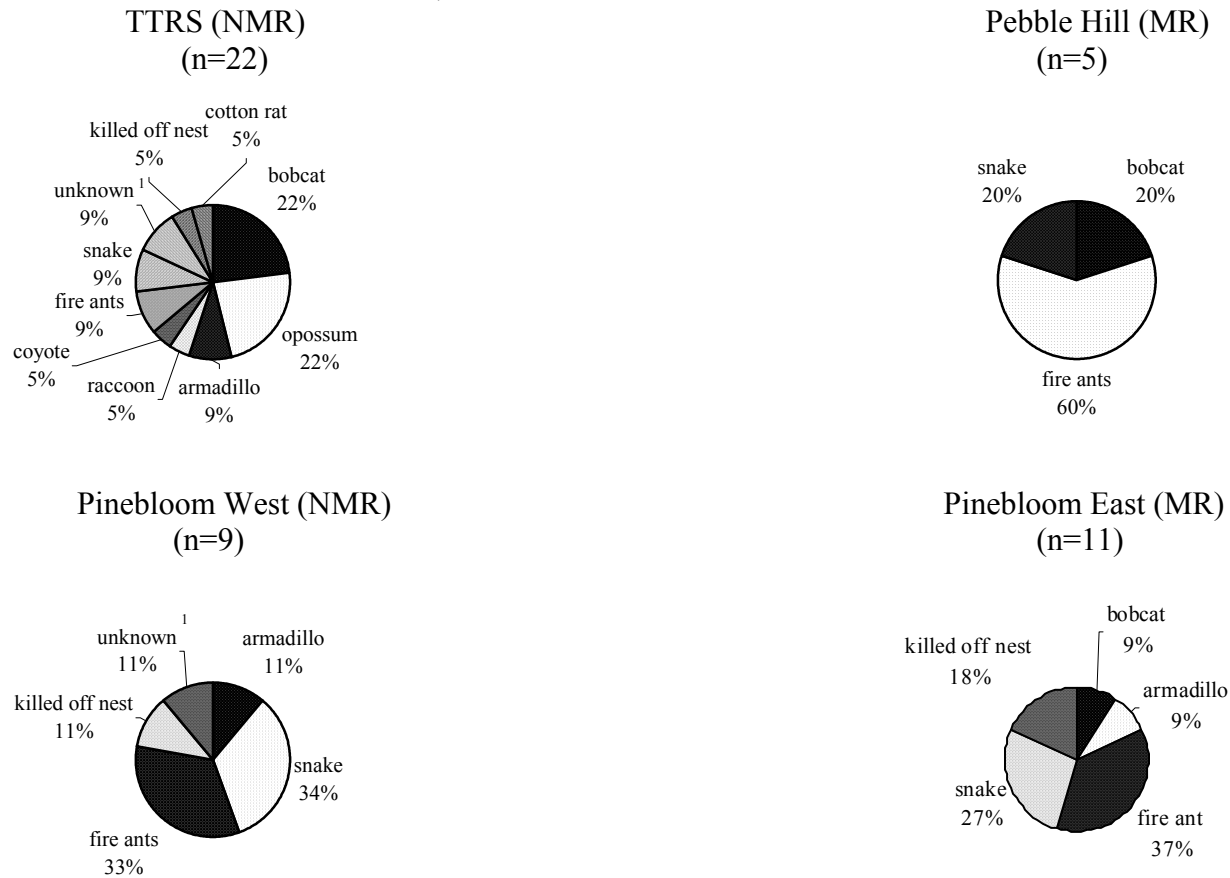 TTRS (NMR)
(n=22)
cotton rat
5%
killed off nest
5%
bobcat
22%
unknown 1
9%
snake
9%
fire ants
9%
coyote
5%
raccoon
5%
armadillo
9%
opossum
22%
Pebble Hill (MR)
(n=5)
snake
20%
bobcat
20%
fire ants
60%
Pinebloom West (NMR)
(n=9)
unknown 1
11%
armadillo
11%
killed off nest
11%
snake
34%
fire ants
33%
Pinebloom East (MR)
(n=11)
bobcat
9%
killed off nest
18%
armadillo
9%
snake
27%
fire ant
37%